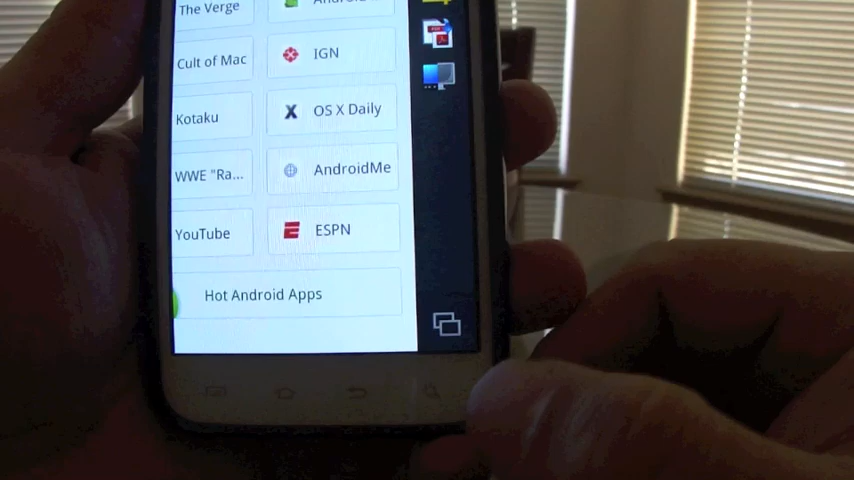 The Verge
Cult of Mac
IGN
Kotaku
X OS X Daily
WWE "Ra...
AndroidMe
YouTube
ESPN
Hot Android Apps